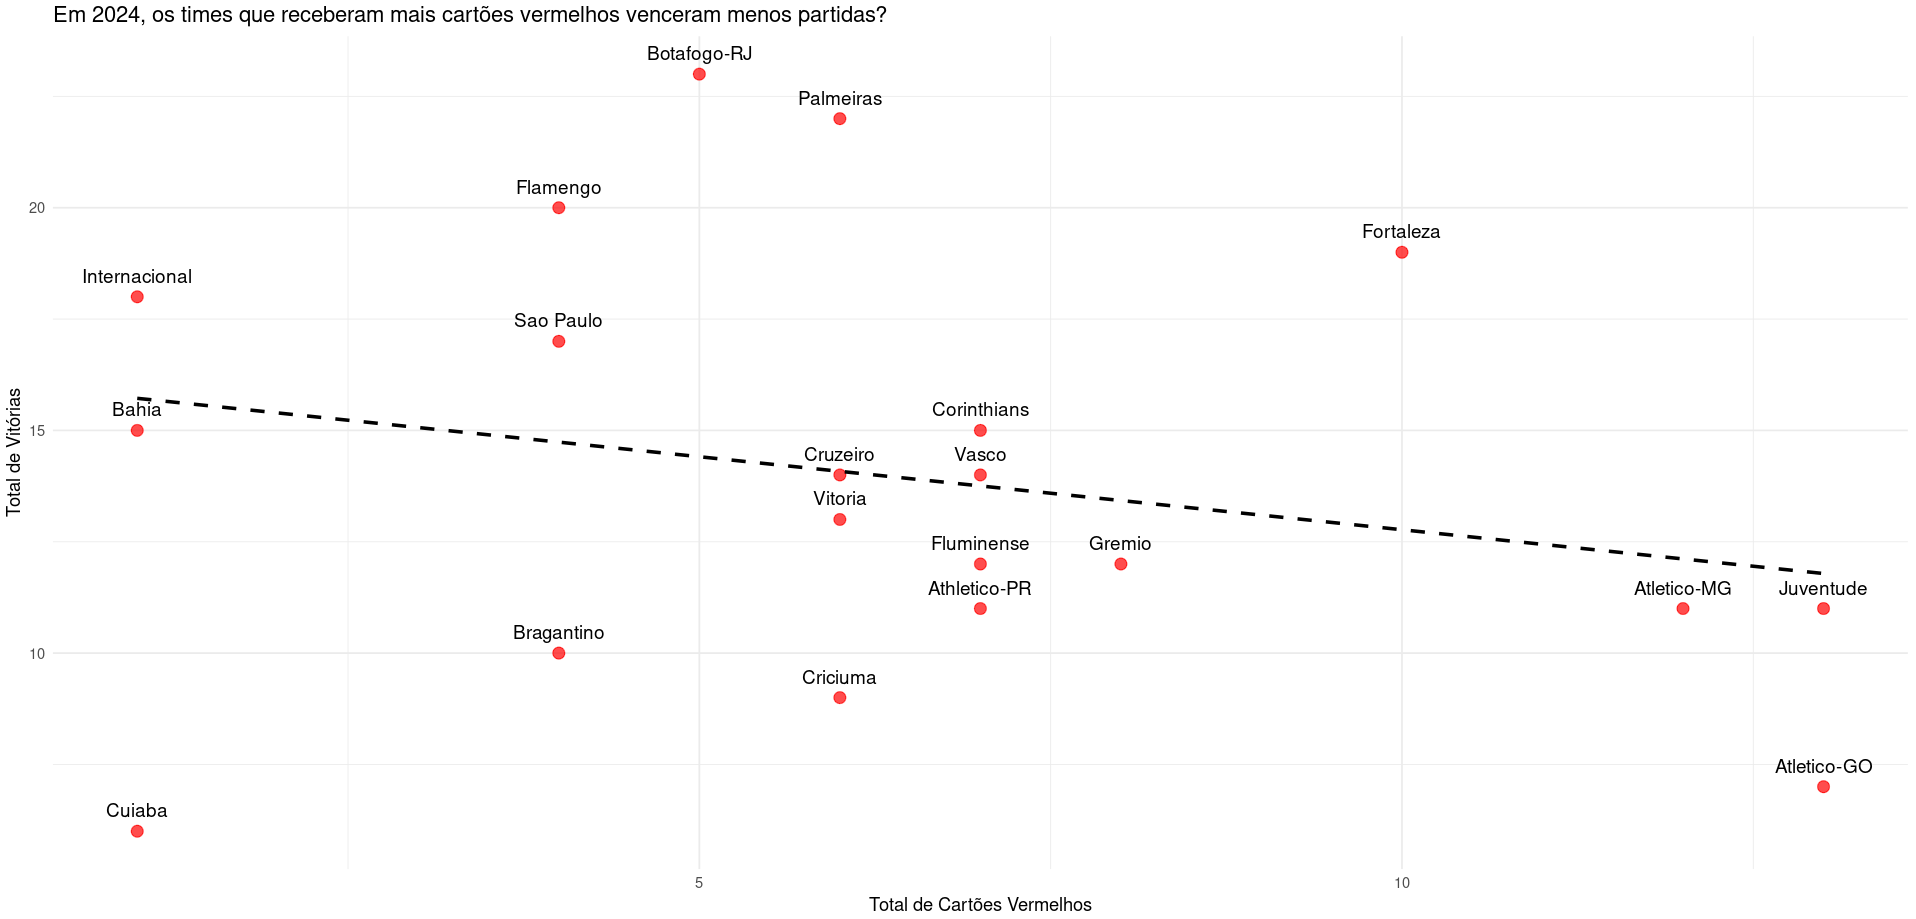 Em 2024, os times que receberam mais cartões vermelhos venceram menos partidas?
Botafogo-RJ
Palmeiras
Flamengo
20
Fortaleza
Internacional
Sao Paulo
Bahia
Corinthians
15
Total de Vitórias
Cruzeiro
Vasco
Vitoria
Fluminense
Gremio
Athletico-PR
Atletico-MG
Juventude
Bragantino
10
Criciuma
Atletico-GO
Cuiaba
5
10
Total de Cartões Vermelhos